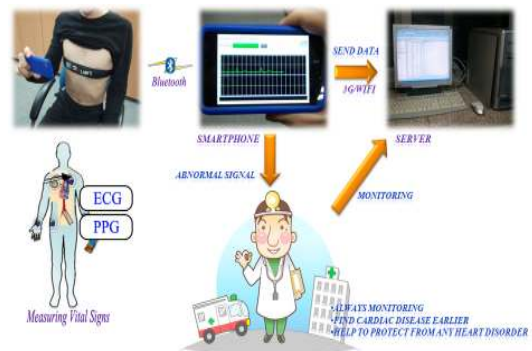 SEND DATA
Bluetooth
3G/WIFI
SMARTPHONE
SERVER
ABNORMAL SIGNAL
MONITORING
ECG
PPG
Measuring Vital Signs
•ALWAYS MONITORING
•FIND CARDIAC DISEASE EARLIER
•HELP TO PROTECT FROM ANY HEART DISORDER